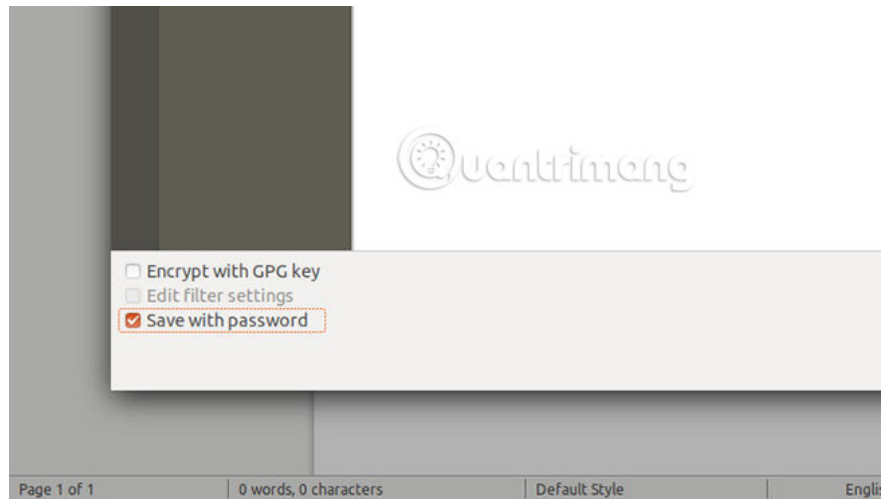 Quantrimang
Encrypt with GPG key
Edit filter settings
Save with password
Page 1 of 1
0 words, 0 characters
Default Style